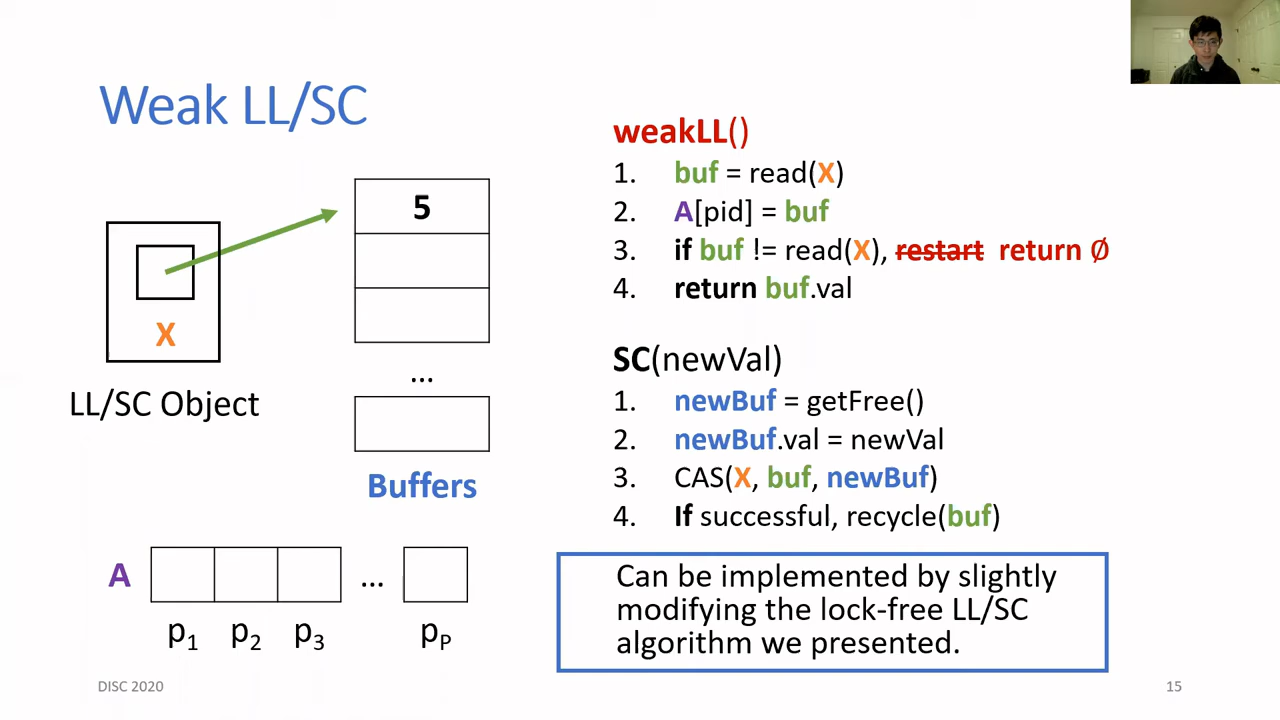 Weak LL/SC
5
X
LL/SC Object
...
Buffers
A
...
p1 p2 p3 pP
weakLL()
1. buf = read(X)
2. A[pid] = buf
3. if buf != read(X), restart return Ø
4. return buf.val
SC(newVal)
1. newBuf = getFree()
2. newBuf.val = newVal
3. CAS(X, buf, newBuf)
4. If successful, recycle(buf)
Can be implemented by slightly
modifying the lock-free LL/SC
algorithm we presented.
DISC 2020
15